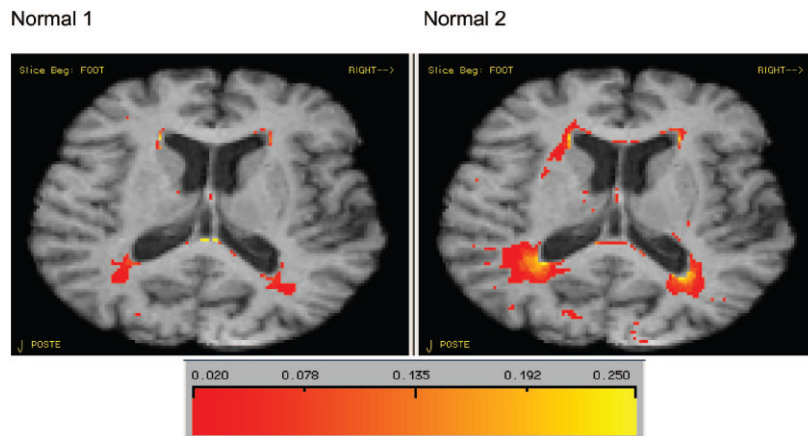 Normal 1
Normal 2
Slice Beg: FOOT
RIGHT-->
Slice Beg: FOOT
RIGHT-->
J POSTE
J POSTE
0.020 0.078 0.135 0.192 0.250